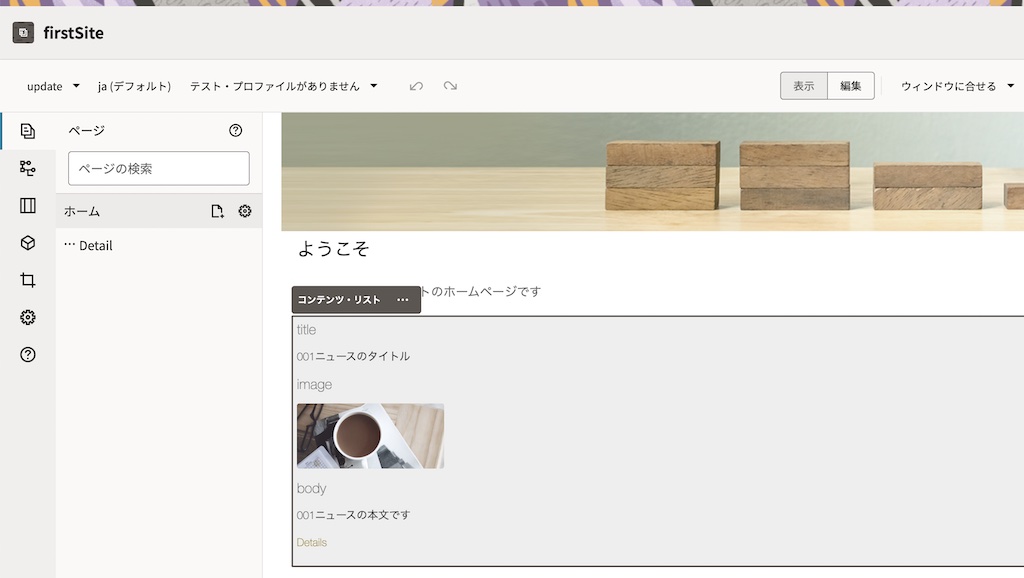 firstSite
update ja (デフォルト) テスト・プロファイルがありません 表示 編集 ウィンドウに合せる
ページ
ページの検索
ホーム
Detail
ようこそ
トのホームページです
コンテンツ・リスト
title
001ニュースのタイトル
image
body
001ニュースの本文です
Details